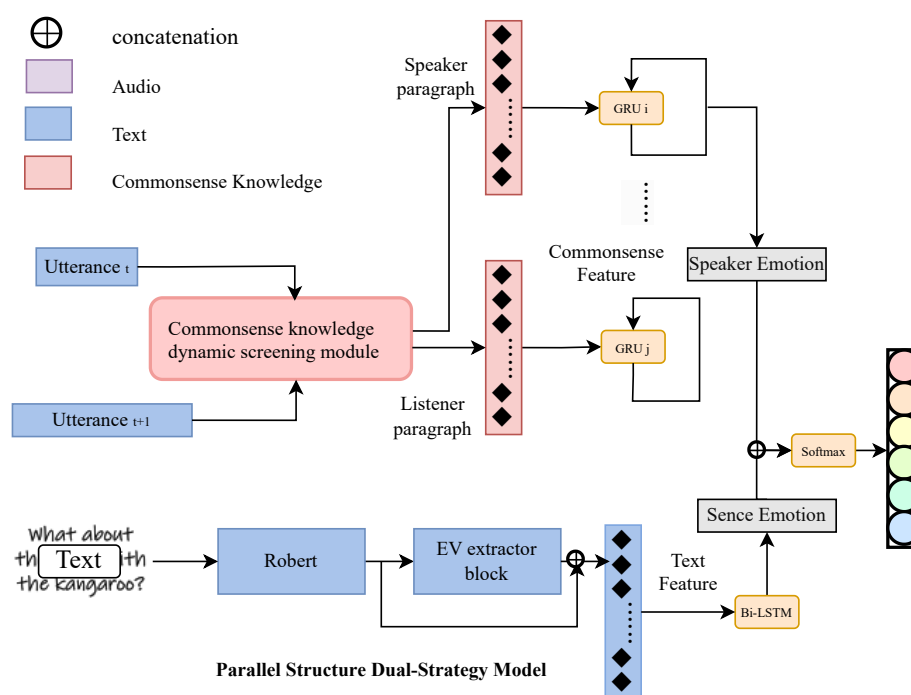 concatenation
Audio
Text
Commonsense Knowledge
Speaker
paragraph
GRU i
Commonsense
Feature
Speaker Emotion
Utterance t
Commonsense knowledge
dynamic screening module
GRU j
Utterance t+1
Listener
paragraph
Softmax
Sence Emotion
What about
th Text ith
the kangaroo?
Robert
EV extractor
block
Text
Feature
Bi-LSTM
Parallel Structure Dual-Strategy Model